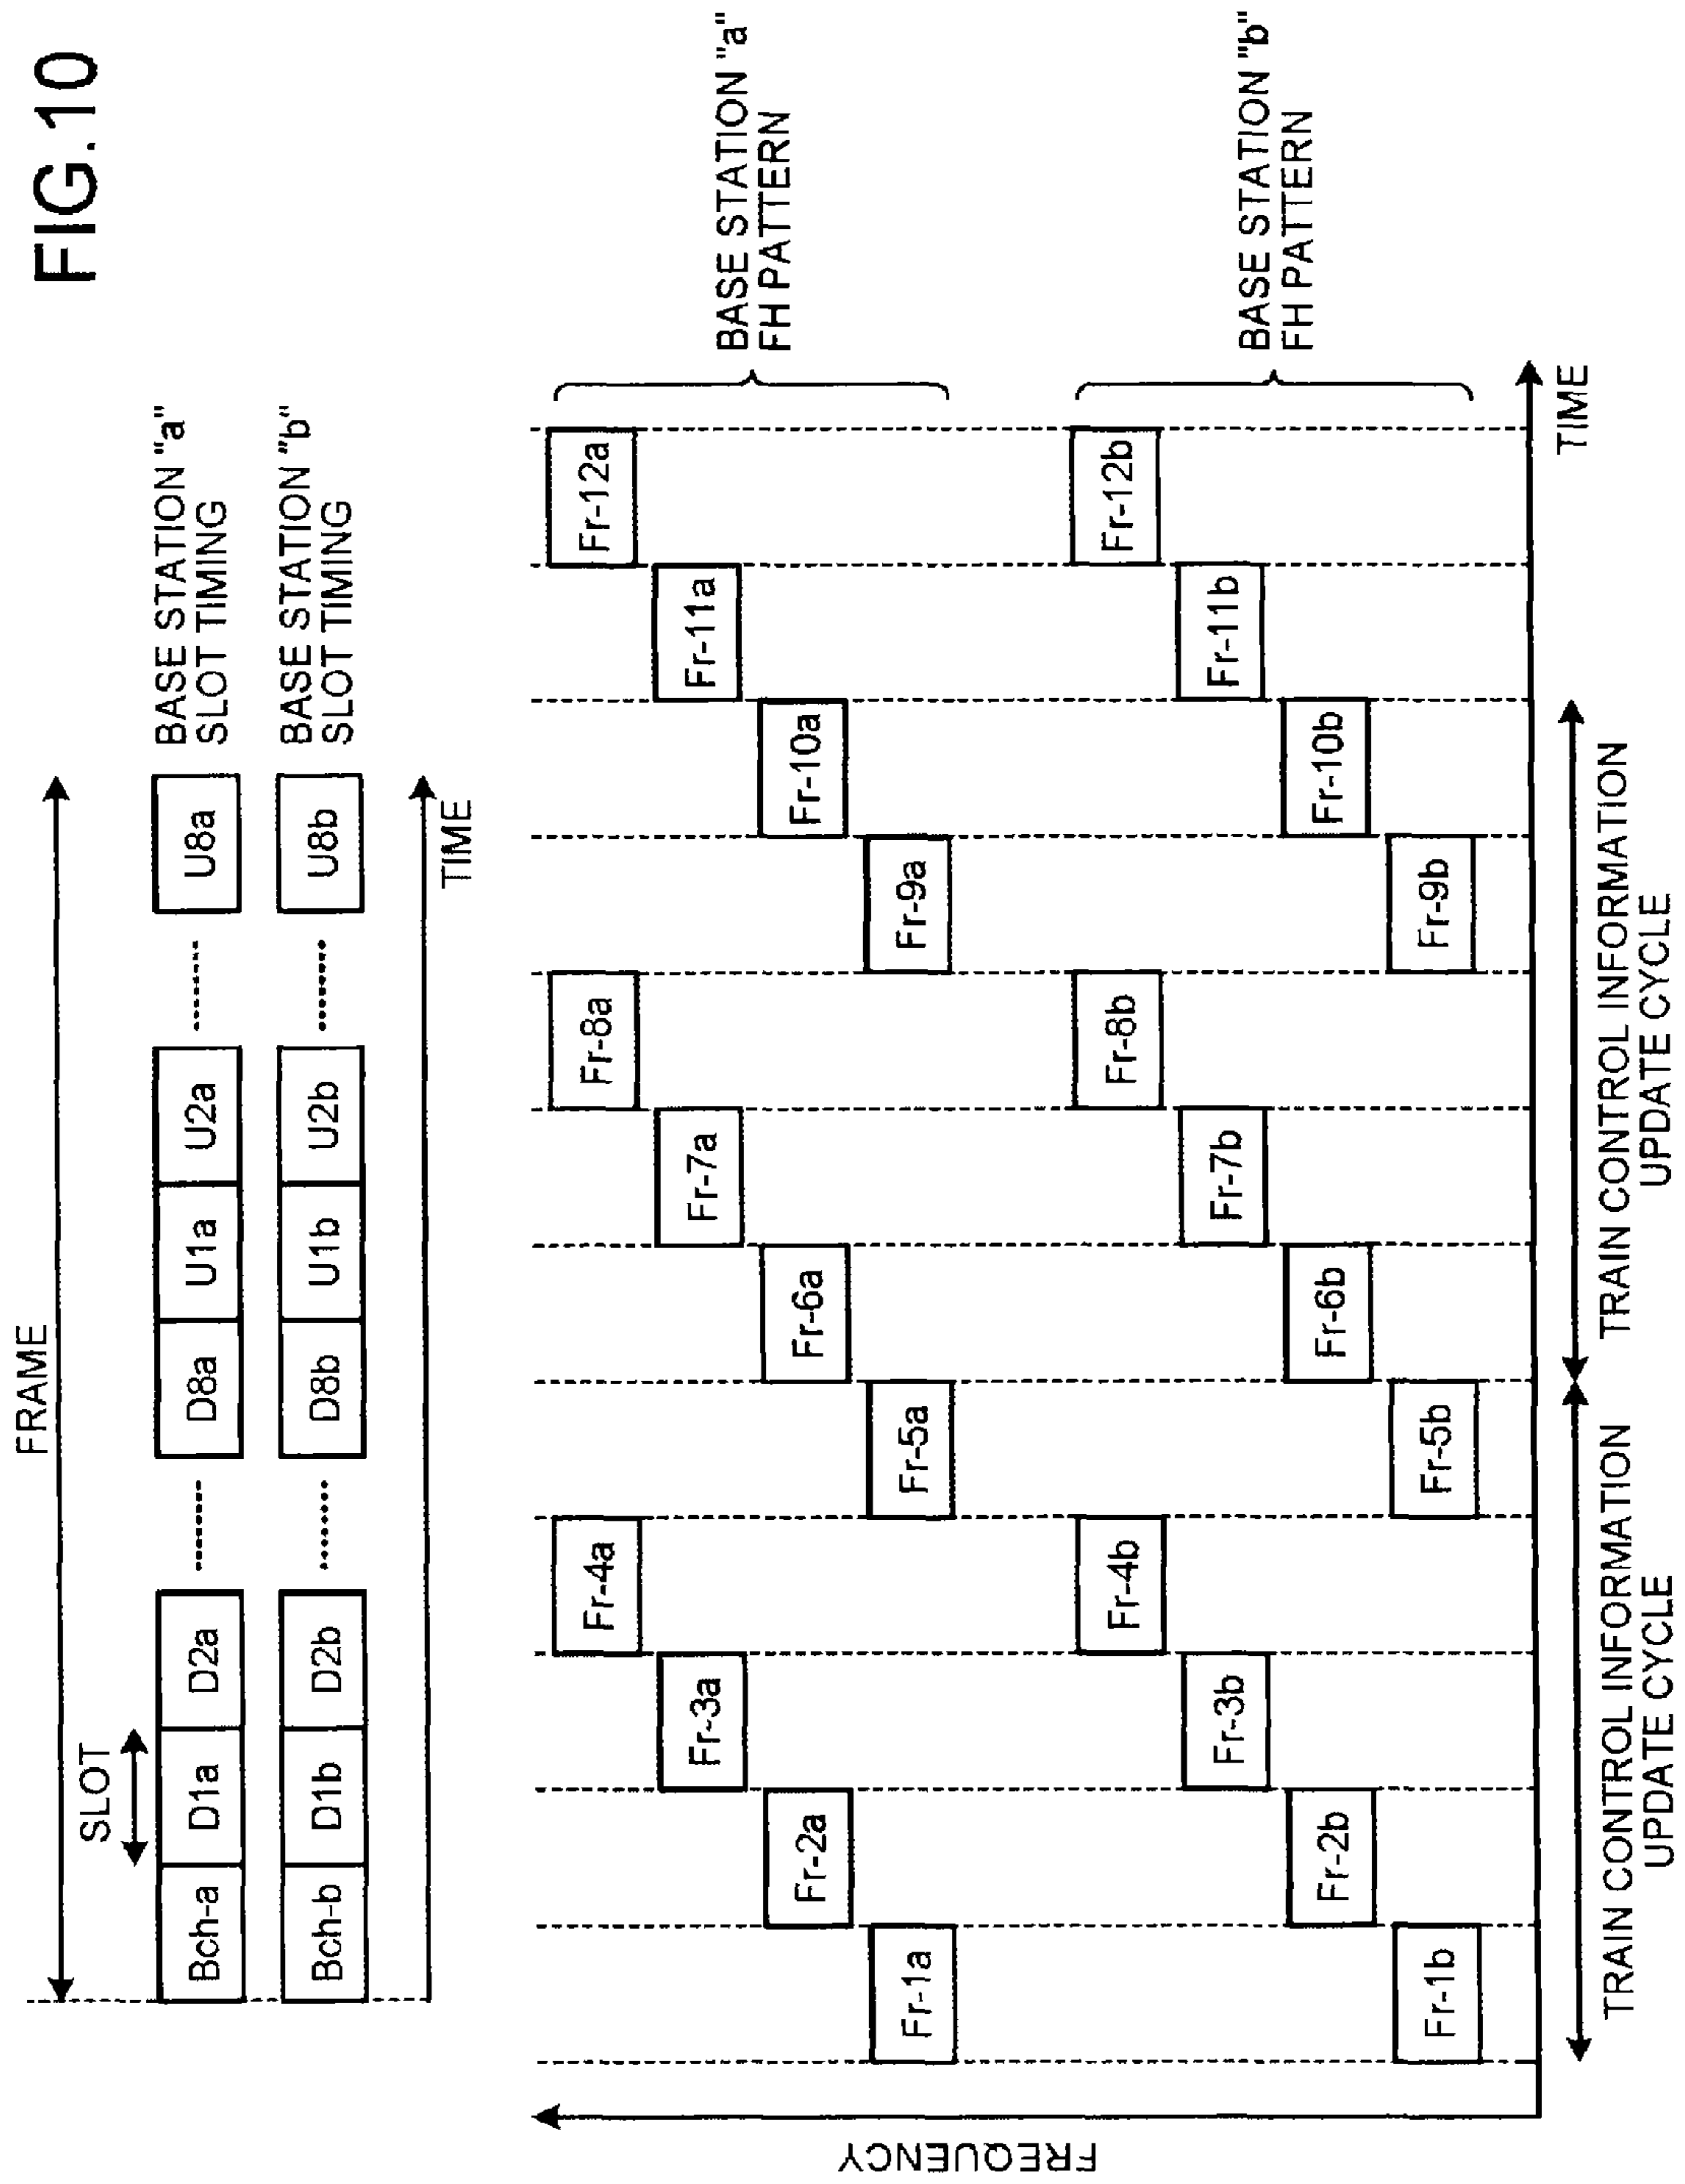 FIG.10
FRAME
SLOT
Bch-a D1a D2a ........ D8a U1a U2a ........ U8a
BASE STATION "a"
SLOT TIMING
Bch-b D1b D2b ........ D8b U1b U2b ........ U8b
BASE STATION "b"
SLOT TIMING
TIME
FREQUENCY
Fr-4a Fr-8a Fr-12a
Fr-3a Fr-7a Fr-11a
Fr-2a Fr-6a Fr-10a
Fr-1a Fr-5a Fr-9a
BASE STATION "a"
FH PATTERN
Fr-4b Fr-8b Fr-12b
Fr-3b Fr-7b Fr-11b
Fr-2b Fr-6b Fr-10b
Fr-1b Fr-5b Fr-9b
BASE STATION "b"
FH PATTERN
TIME
TRAIN CONTROL INFORMATION
UPDATE CYCLE
TRAIN CONTROL INFORMATION
UPDATE CYCLE